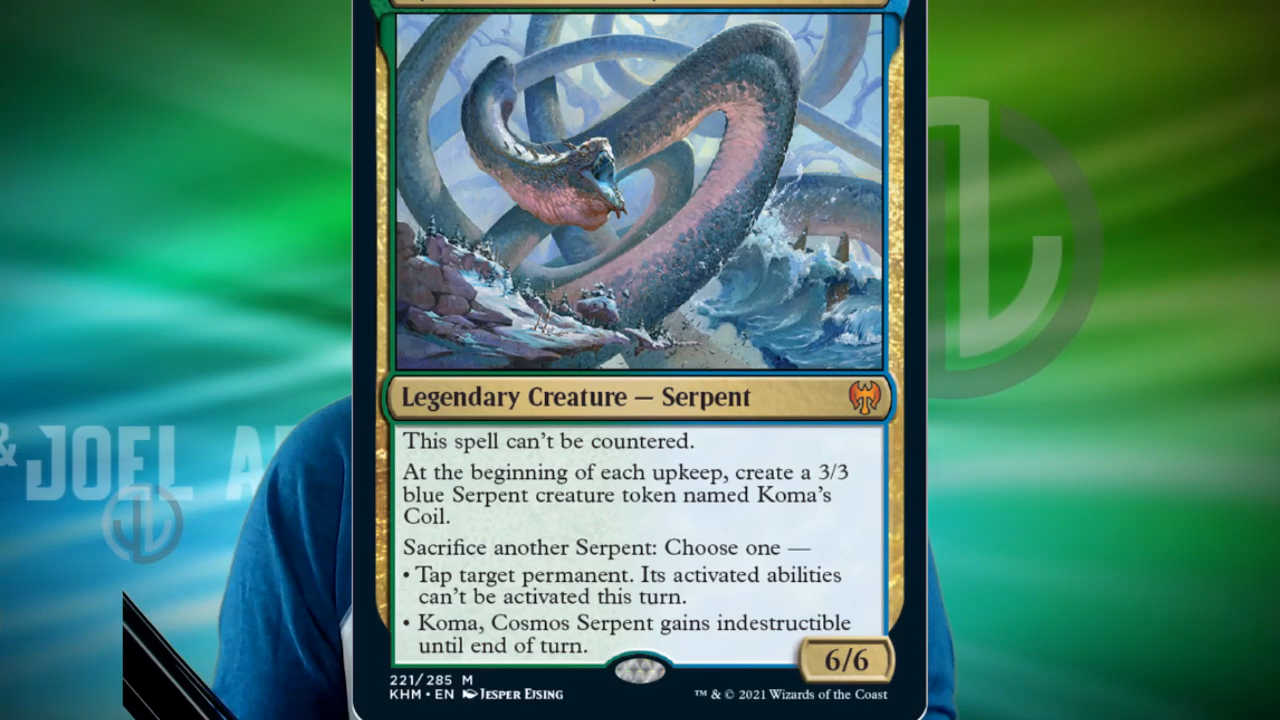 Legendary Creature — Serpent
This spell can't be countered.
At the beginning of each upkeep, create a 3/3
blue Serpent creature token named Koma's
Coil.
Sacrifice another Serpent: Choose one —
• Tap target permanent. Its activated abilities
can't be activated this turn.
• Koma, Cosmos Serpent gains indestructible
until end of turn.
6/6
221/285 M
KHM • EN Jesper Ejsing
™ & © 2021 Wizards of the Coast
& JOEL
JL
JL